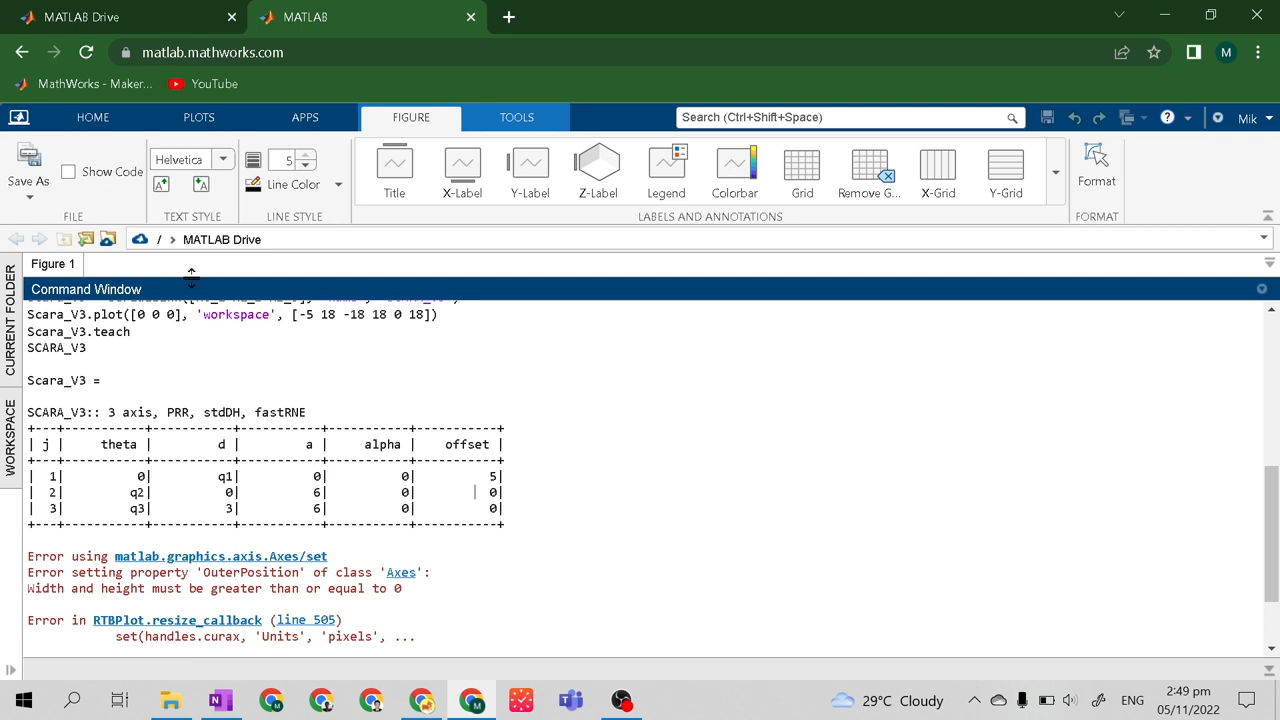 MATLAB Drive
MATLAB
matlab.mathworks.com
M
MathWorks - Maker...
YouTube
HOME
PLOTS
APPS
FIGURE
TOOLS
Search (Ctrl+Shift+Space)
Mik
Save As
Show Code
Helvetica
5
Line Color
Title
X-Label
Y-Label
Z-Label
Legend
Colorbar
Grid
Remove G...
X-Grid
Y-Grid
Format
FILE
TEXT STYLE
LINE STYLE
LABELS AND ANNOTATIONS
FORMAT
/ MATLAB Drive
CURRENT FOLDER
WORKSPACE
Figure 1
Command Window
Scara_V3.plot([0 0 0], 'workspace', [-5 18 -18 18 0 18])
Scara_V3.teach
SCARA_V3
Scara_V3 =
SCARA_V3:: 3 axis, PRR, stdDH, fastRNE
+---+-----------+-----------+-----------+-----------+-----------+
| j | theta | d | a | alpha | offset |
+---+-----------+-----------+-----------+-----------+-----------+
| 1| 0| q1| 0| 0| 5|
| 2| q2| 0| 6| 0| 0|
| 3| q3| 3| 6| 0| 0|
+---+-----------+-----------+-----------+-----------+-----------+
Error using matlab.graphics.axis.Axes/set
Error setting property 'OuterPosition' of class 'Axes':
Width and height must be greater than or equal to 0
Error in RTBPlot.resize_callback (line 505)
set(handles.curax, 'Units', 'pixels', ...
29°C Cloudy
ENG
2:49 pm
05/11/2022